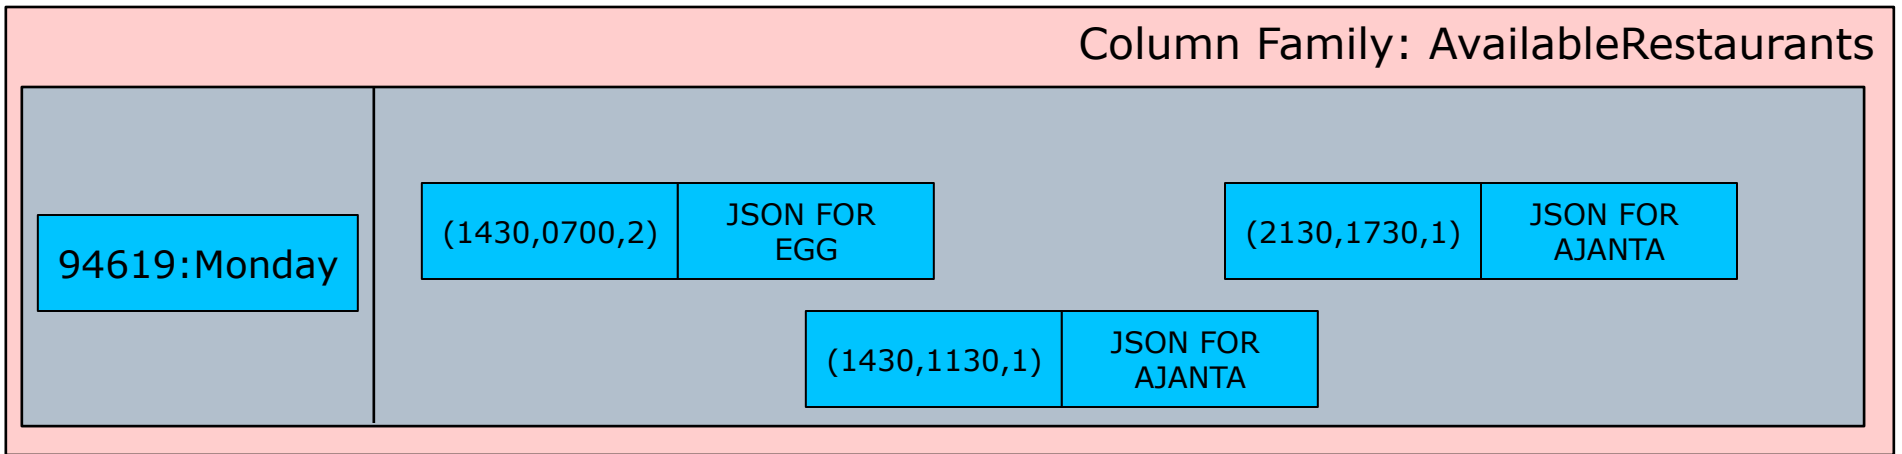 Column Family: AvailableRestaurants
94619:Monday
(1430,0700,2)
JSON FOR
EGG
(1430,1130,1)
JSON FOR
AJANTA
(2130,1730,1)
JSON FOR
AJANTA